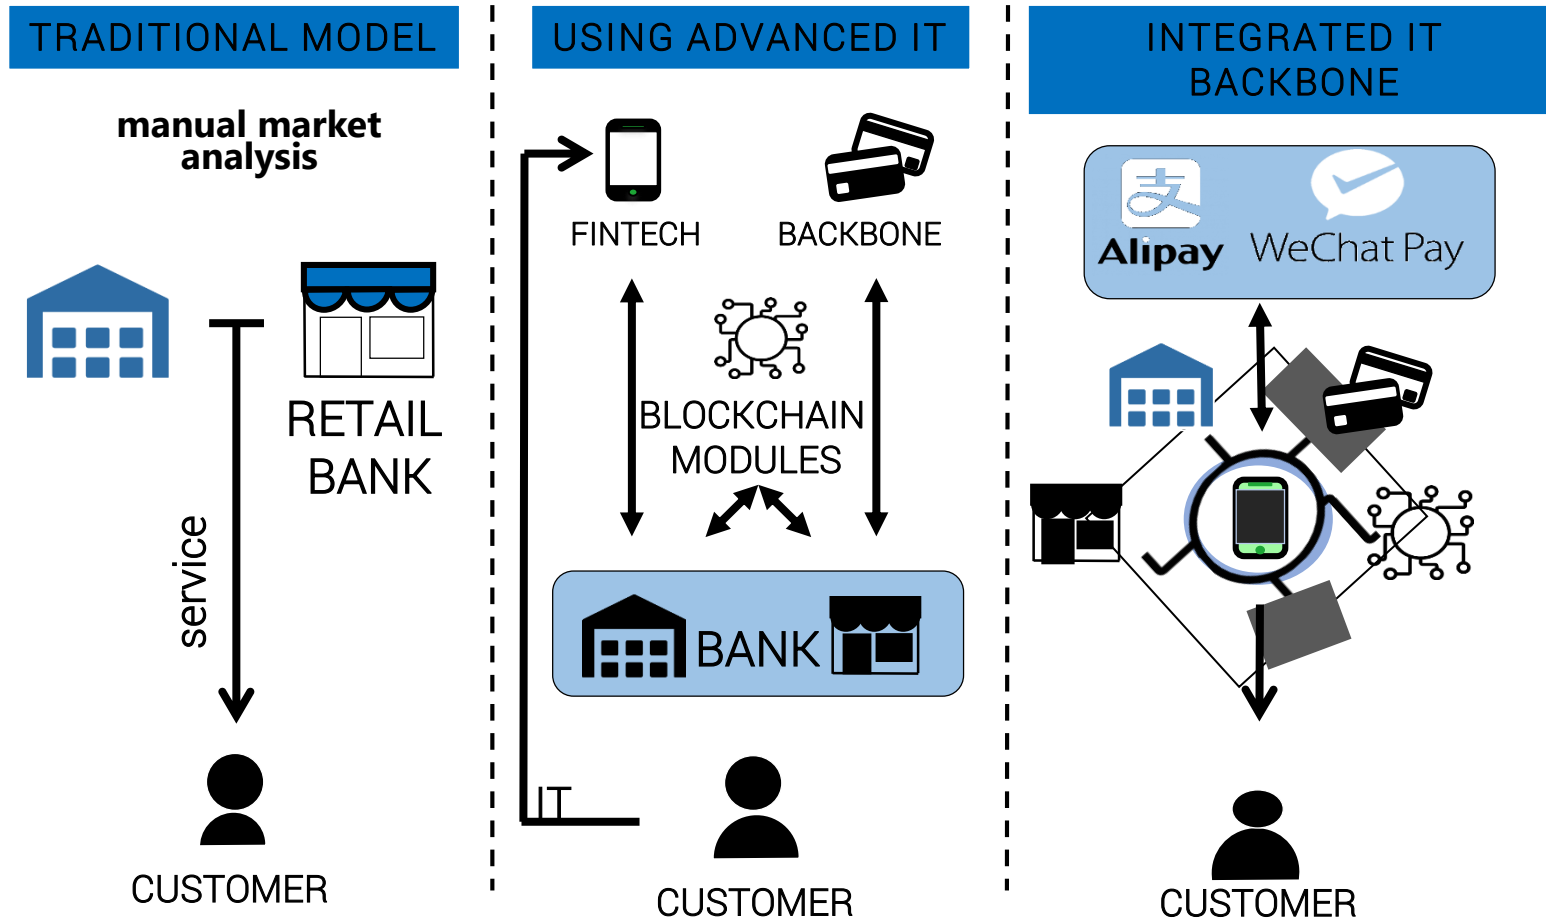 TRADITIONAL MODEL
manual market
analysis
RETAIL
BANK
service
CUSTOMER
USING ADVANCED IT
FINTECH
BACKBONE
BLOCKCHAIN
MODULES
BANK
IT
CUSTOMER
INTEGRATED IT
BACKBONE
支
Alipay
WeChat Pay
CUSTOMER